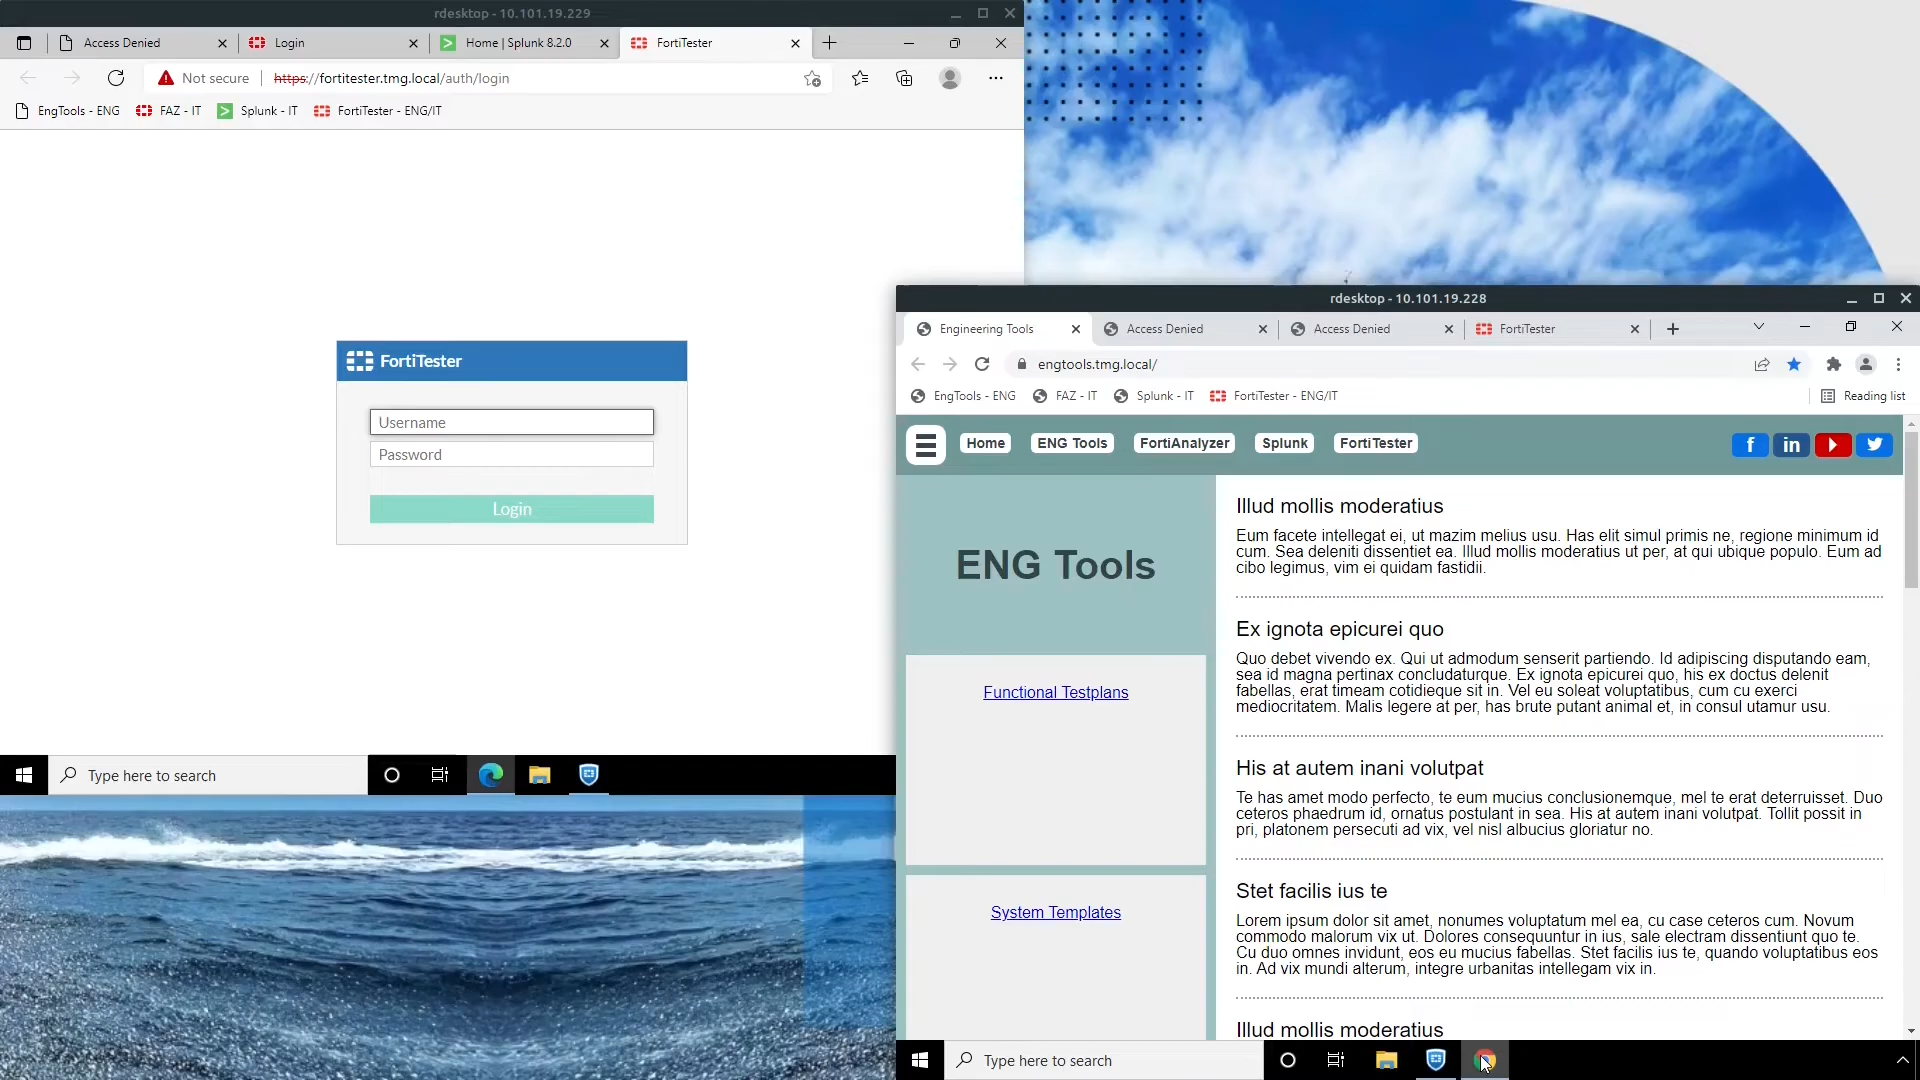 rdesktop - 10.101.19.229
Access Denied
Login
Home | Splunk 8.2.0
FortiTester
Not secure
https://fortitester.tmg.local/auth/login
EngTools - ENG
FAZ - IT
Splunk - IT
FortiTester - ENG/IT
FortiTester
Username
Password
Login
Type here to search
rdesktop - 10.101.19.228
Engineering Tools
Access Denied
Access Denied
FortiTester
engtools.tmg.local/
EngTools - ENG
FAZ - IT
Splunk - IT
FortiTester - ENG/IT
Reading list
Home
ENG Tools
FortiAnalyzer
Splunk
FortiTester
ENG Tools
Functional Testplans
System Templates
Illud mollis moderatius
Eum facete intellegat ei, ut mazim melius usu. Has elit simul primis ne, regione minimum id
cum. Sea deleniti dissentiet ea. Illud mollis moderatius ut per, at qui ubique populo. Eum ad
cibo legimus, vim ei quidam fastidii.
Ex ignota epicurei quo
Quo debet vivendo ex. Qui ut admodum senserit partiendo. Id adipiscing disputando eam,
sea id magna pertinax concludaturque. Ex ignota epicurei quo, his ex doctus delenit
fabellas, erat timeam cotidieque sit in. Vel eu soleat voluptatibus, cum cu exerci
mediocritatem. Malis legere at per, has brute putant animal et, in consul utamur usu.
His at autem inani volutpat
Te has amet modo perfecto, te eum mucius conclusionemque, mel te erat deterruisset. Duo
ceteros phaedrum id, ornatus postulant in sea. His at autem inani volutpat. Tollit possit in
pri, platonem persecuti ad vix, vel nisl albucius gloriatur no.
Stet facilis ius te
Lorem ipsum dolor sit amet, nonumes voluptatum mel ea, cu case ceteros cum. Novum
commodo malorum vix ut. Dolores consequuntur in ius, sale electram dissentiunt quo te.
Cu duo omnes invidunt, eos eu mucius fabellas. Stet facilis ius te, quando voluptatibus eos
in. Ad vix mundi alterum, integre urbanitas intellegam vix in.
Illud mollis moderatius
Type here to search